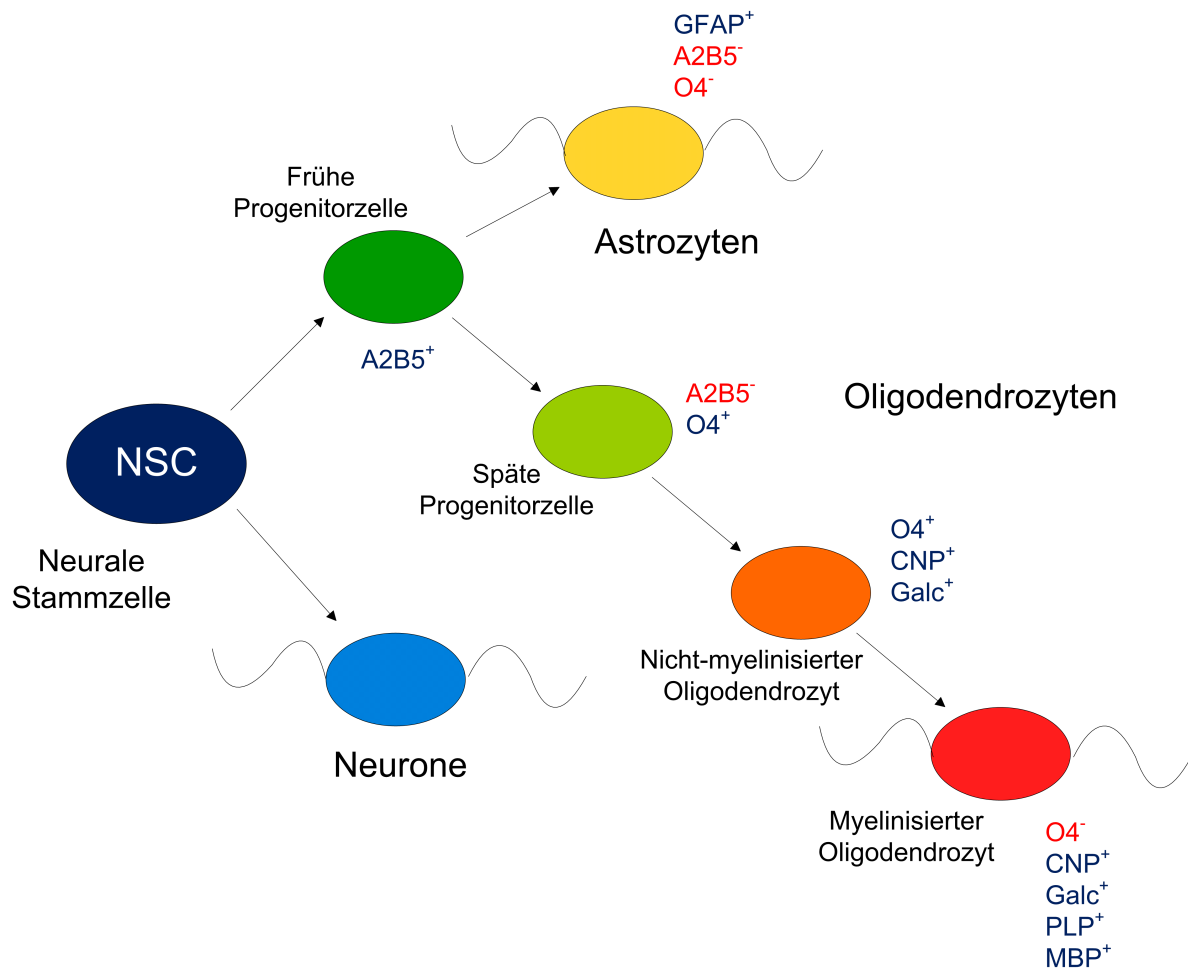 GFAP⁺
A2B5⁻
O4⁻
Astrozyten
Frühe
Progenitorzelle
A2B5⁺
A2B5⁻
O4⁺
Späte
Progenitorzelle
Oligodendrozyten
NSC
Neurale
Stammzelle
O4⁺
CNP⁺
Galc⁺
Nicht-myelinisierter
Oligodendrozyt
Neurone
Myelinisierter
Oligodendrozyt
O4⁻
CNP⁺
Galc⁺
PLP⁺
MBP⁺